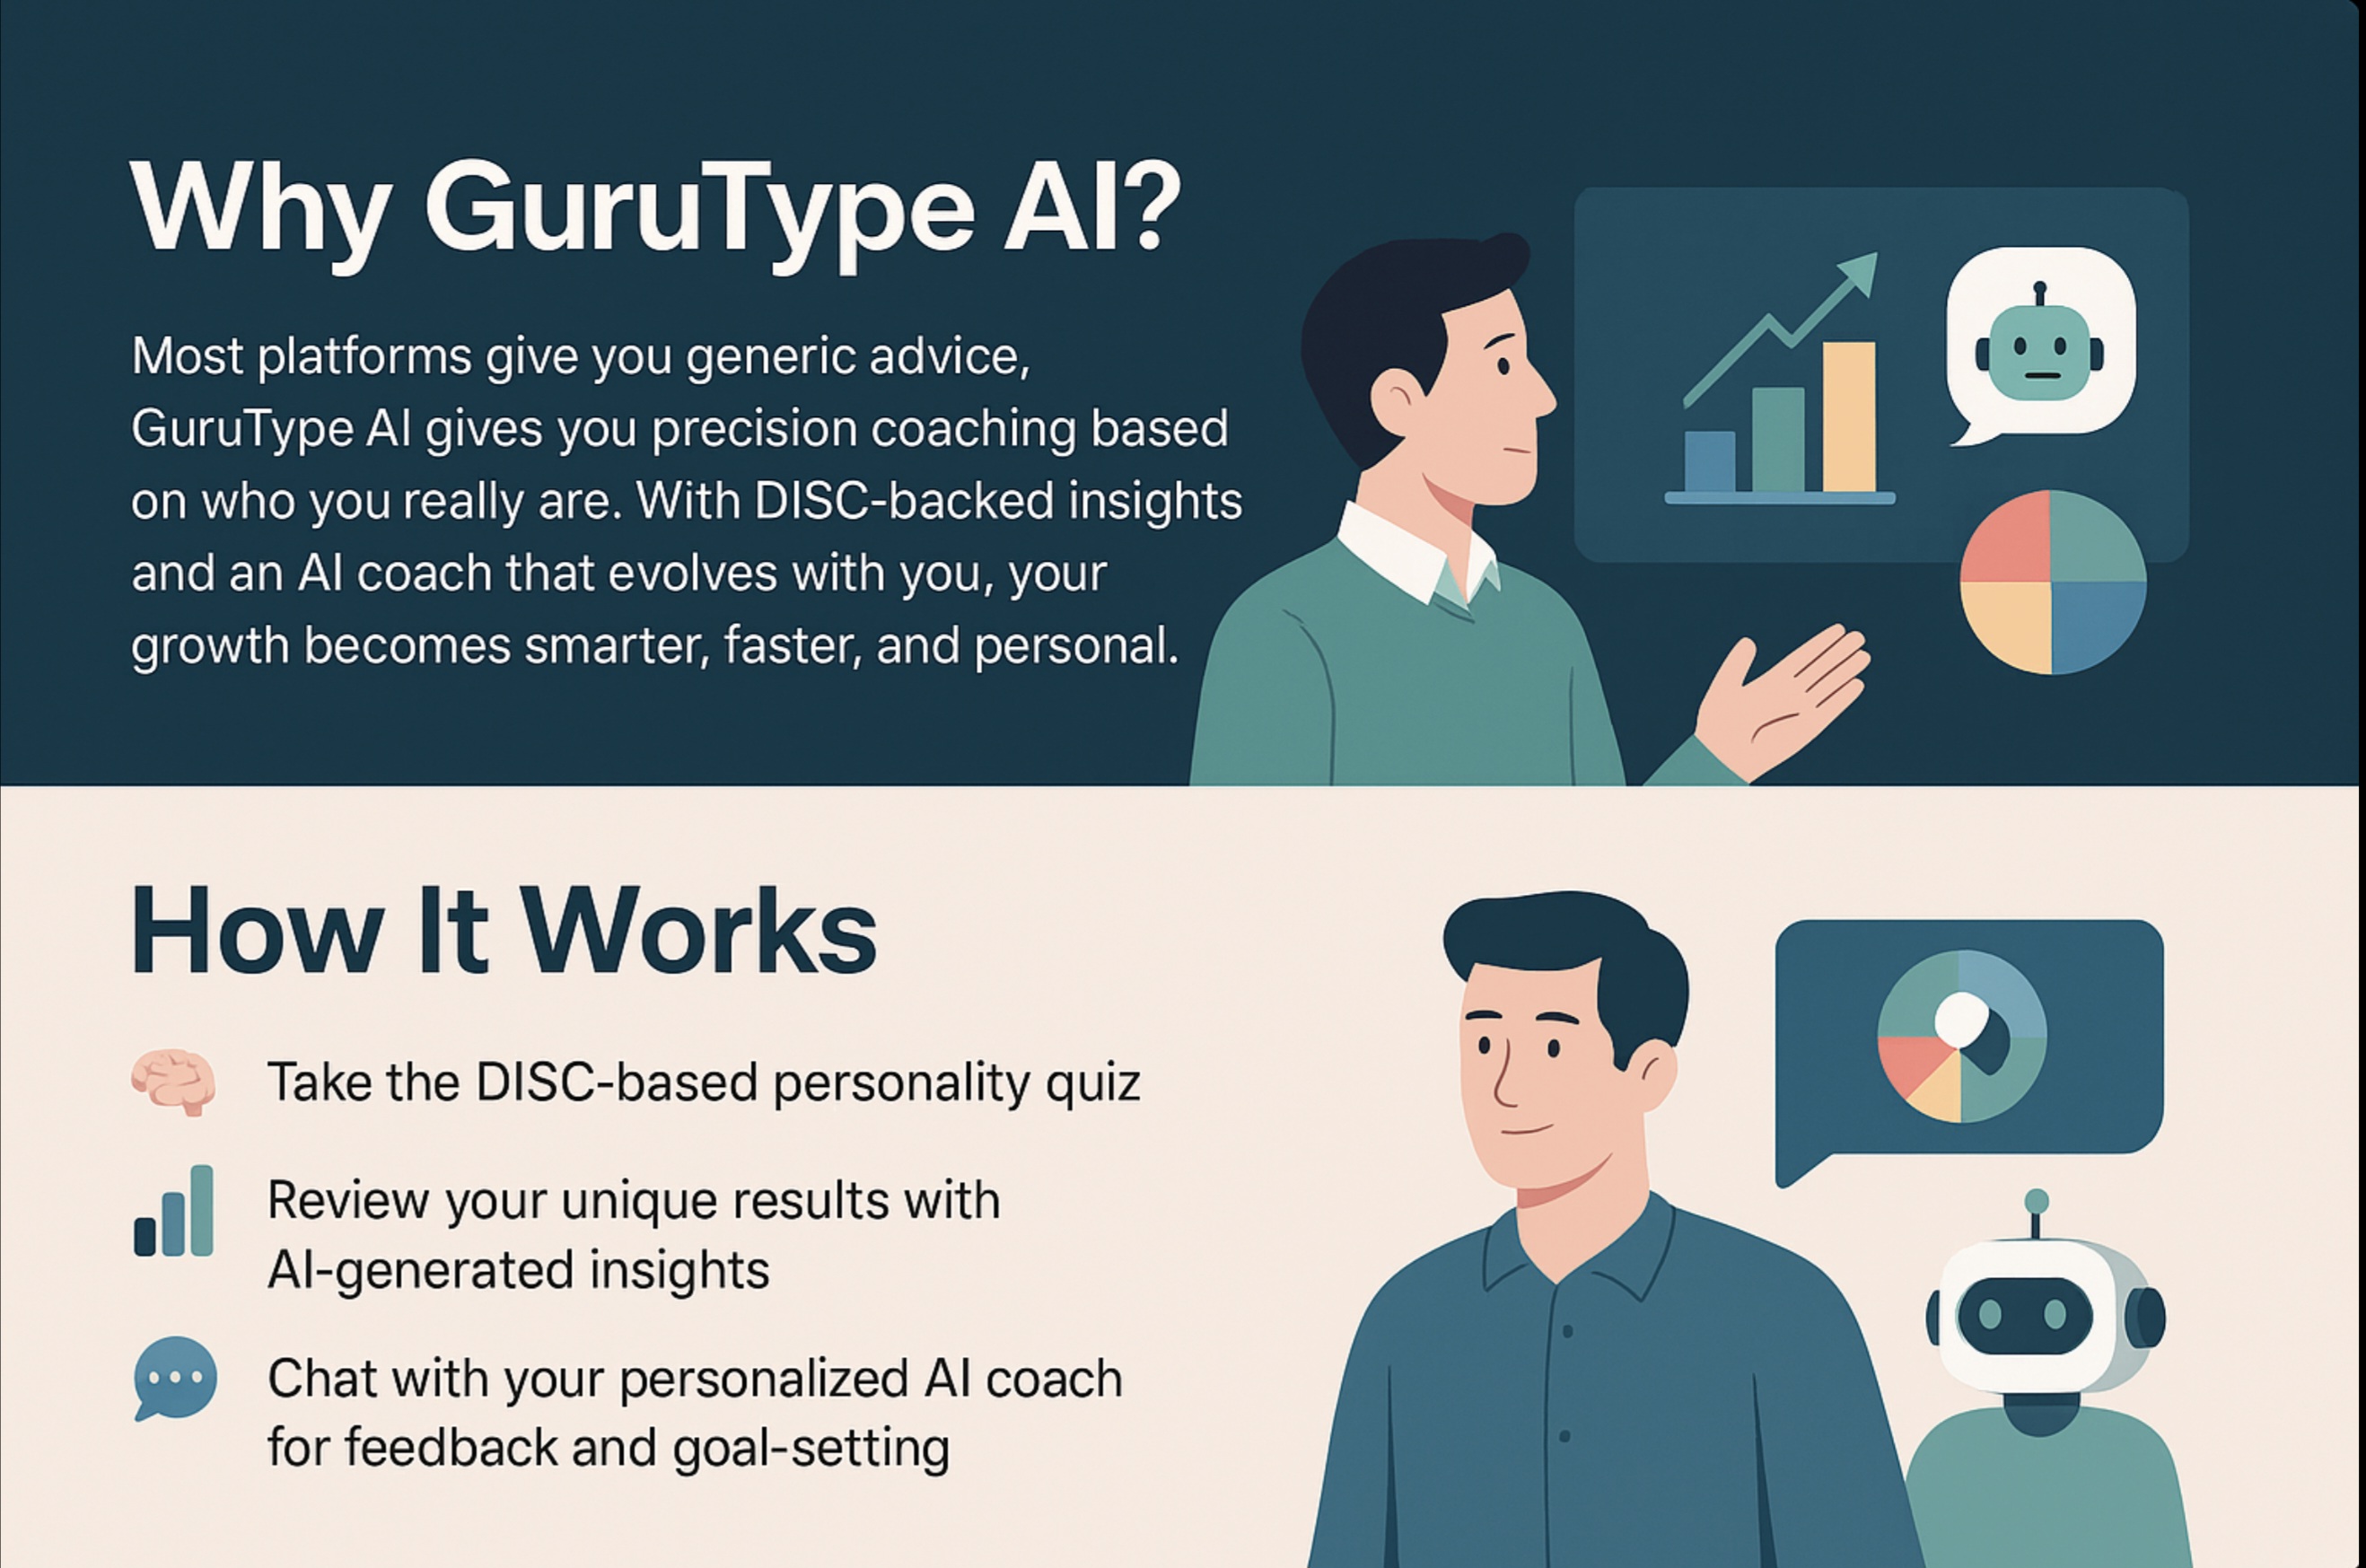 Why GuruType AI?
Most platforms give you generic advice,
GuruType AI gives you precision coaching based
on who you really are. With DISC-backed insights
and an AI coach that evolves with you, your
growth becomes smarter, faster, and personal.
How It Works
Take the DISC-based personality quiz
Review your unique results with
AI-generated insights
Chat with your personalized AI coach
for feedback and goal-setting